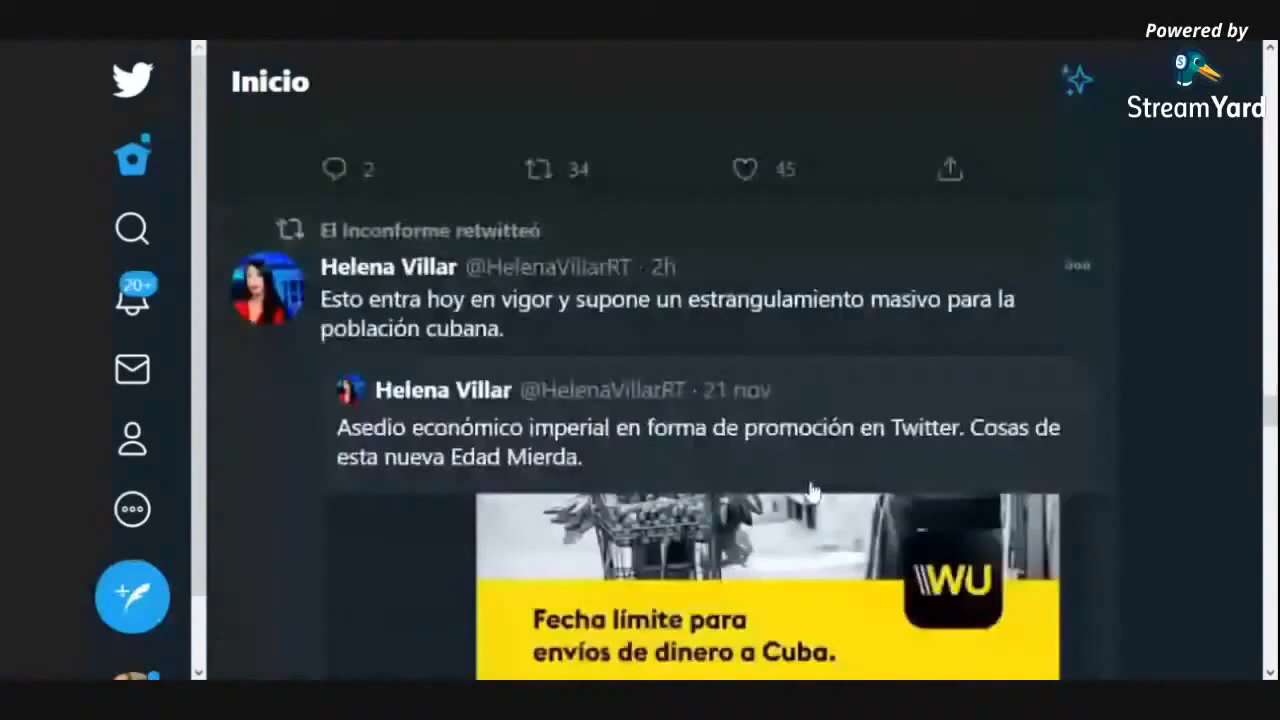 Powered by
StreamYard
Inicio
2
34
45
El Inconforme retwitteó
Helena Villar @HelenaVillarRT · 2h
Esto entra hoy en vigor y supone un estrangulamiento masivo para la
población cubana.
20+
Helena Villar @HelenaVillarRT · 21 nov
Asedio económico imperial en forma de promoción en Twitter. Cosas de
esta nueva Edad Mierda.
WU
Fecha límite para
envíos de dinero a Cuba.